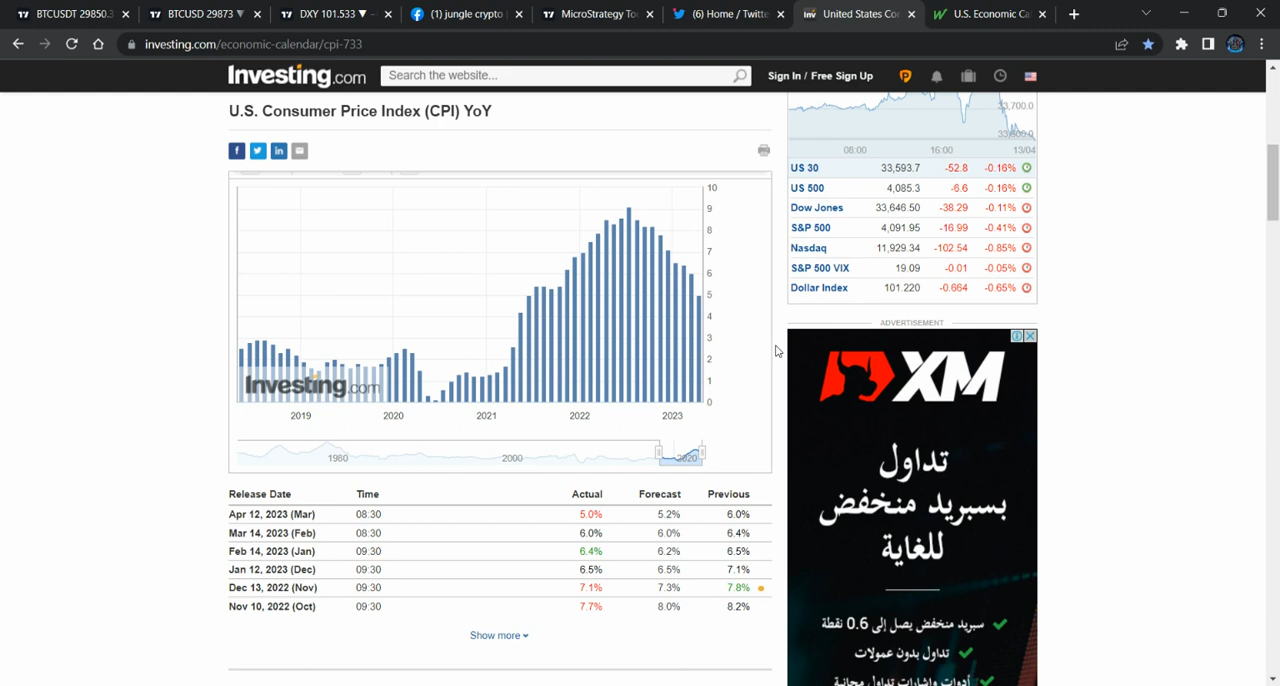 BTCUSDT 29850.
BTCUSD 29873 ▼
DXY 101.533 ▼ −
(1) jungle crypto
MicroStrategy To
(6) Home / Twitte
United States Co
U.S. Economic Ca
investing.com/economic-calendar/cpi-733
Investing.com
Search the website...
Sign In / Free Sign Up
U.S. Consumer Price Index (CPI) YoY
10
9
8
7
6
5
4
3
2
1
0
Investing.com
2019 2020 2021 2022 2023
1980 2000 2020
Release Date Time Actual Forecast Previous
Apr 12, 2023 (Mar) 08:30 5.0% 5.2% 6.0%
Mar 14, 2023 (Feb) 08:30 6.0% 6.0% 6.4%
Feb 14, 2023 (Jan) 09:30 6.4% 6.2% 6.5%
Jan 12, 2023 (Dec) 09:30 6.5% 6.5% 7.1%
Dec 13, 2022 (Nov) 09:30 7.1% 7.3% 7.8%
Nov 10, 2022 (Oct) 09:30 7.7% 8.0% 8.2%
Show more
33,700.0
33,600.0
08:00 16:00 13/04
US 30 33,593.7 -52.8 -0.16%
US 500 4,085.3 -6.6 -0.16%
Dow Jones 33,646.50 -38.29 -0.11%
S&P 500 4,091.95 -16.99 -0.41%
Nasdaq 11,929.34 -102.54 -0.85%
S&P 500 VIX 19.09 -0.01 -0.05%
Dollar Index 101.220 -0.664 -0.65%
ADVERTISEMENT
XM
تداول
بسبريد منخفض
للغاية
سبريد منخفض يصل إلى 0.6 نقطة
تداول بدون عمولات
أدوات وإشارات تداول مجانية